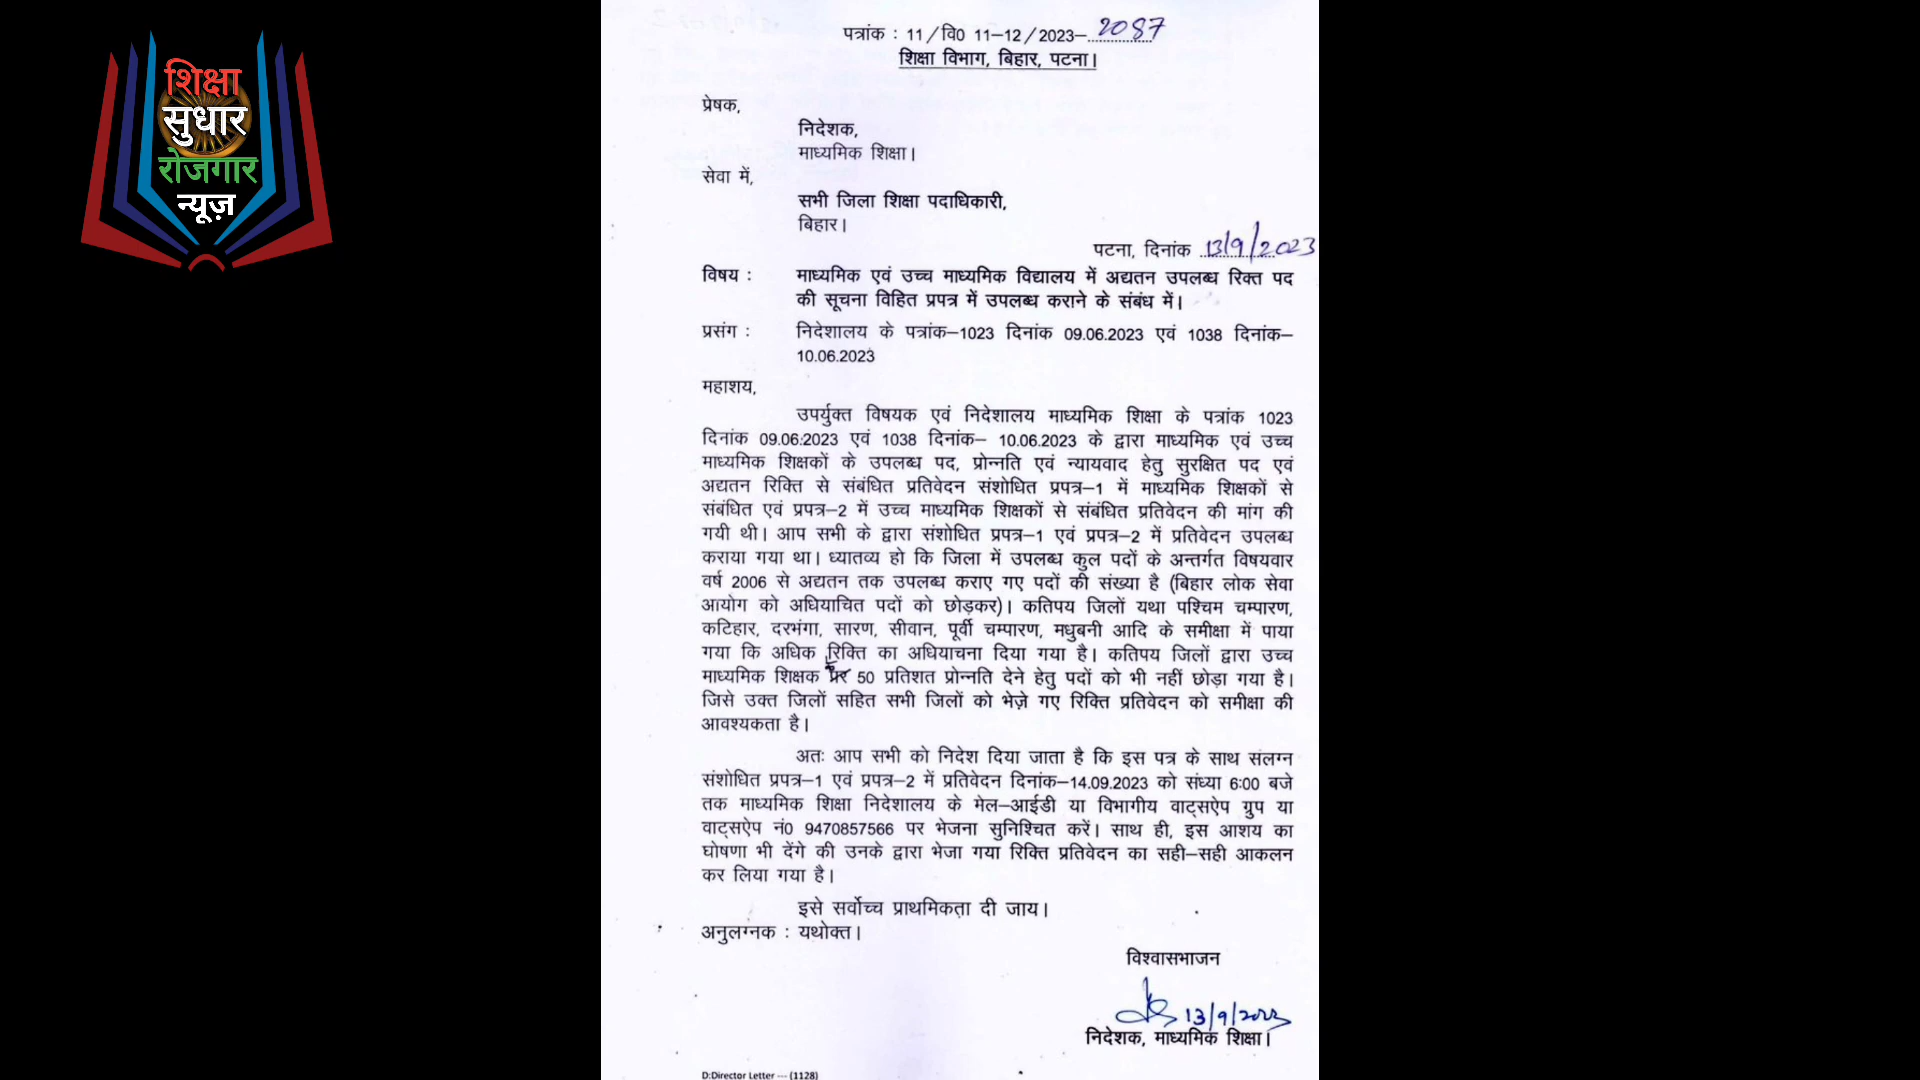 शिक्षा
सुधार
रोजगार
न्यूज़
पत्रांक : 11/वि0 11–12/2023–2087
शिक्षा विभाग, बिहार, पटना।
प्रेषक,
निदेशक,
माध्यमिक शिक्षा।
सेवा में,
सभी जिला शिक्षा पदाधिकारी,
बिहार।
पटना, दिनांक 13/9/2023
विषय : माध्यमिक एवं उच्च माध्यमिक विद्यालय में अद्यतन उपलब्ध रिक्त पद
की सूचना विहित प्रपत्र में उपलब्ध कराने के संबंध में।
प्रसंग : निदेशालय के पत्रांक–1023 दिनांक 09.06.2023 एवं 1038 दिनांक–
10.06.2023
महाशय,
उपर्युक्त विषयक एवं निदेशालय माध्यमिक शिक्षा के पत्रांक 1023
दिनांक 09.06.2023 एवं 1038 दिनांक– 10.06.2023 के द्वारा माध्यमिक एवं उच्च
माध्यमिक शिक्षकों के उपलब्ध पद, प्रोन्नति एवं न्यायवाद हेतु सुरक्षित पद एवं
अद्यतन रिक्ति से संबंधित प्रतिवेदन संशोधित प्रपत्र–1 में माध्यमिक शिक्षकों से
संबंधित एवं प्रपत्र–2 में उच्च माध्यमिक शिक्षकों से संबंधित प्रतिवेदन की मांग की
गयी थी। आप सभी के द्वारा संशोधित प्रपत्र–1 एवं प्रपत्र–2 में प्रतिवेदन उपलब्ध
कराया गया था। ध्यातव्य हो कि जिला में उपलब्ध कुल पदों के अन्तर्गत विषयवार
वर्ष 2006 से अद्यतन तक उपलब्ध कराए गए पदों की संख्या है (बिहार लोक सेवा
आयोग को अधियाचित पदों को छोड़कर)। कतिपय जिलों यथा पश्चिम चम्पारण,
कटिहार, दरभंगा, सारण, सीवान, पूर्वी चम्पारण, मधुबनी आदि के समीक्षा में पाया
गया कि अधिक रिक्ति का अधियाचना दिया गया है। कतिपय जिलों द्वारा उच्च
माध्यमिक शिक्षक के 50 प्रतिशत प्रोन्नति देने हेतु पदों को भी नहीं छोड़ा गया है।
जिसे उक्त जिलों सहित सभी जिलों को भेज़े गए रिक्ति प्रतिवेदन को समीक्षा की
आवश्यकता है।
अतः आप सभी को निदेश दिया जाता है कि इस पत्र के साथ संलग्न
संशोधित प्रपत्र–1 एवं प्रपत्र–2 में प्रतिवेदन दिनांक–14.09.2023 को संध्या 6:00 बजे
तक माध्यमिक शिक्षा निदेशालय के मेल–आईडी या विभागीय वाट्सऐप ग्रुप या
वाट्सऐप नं0 9470857566 पर भेजना सुनिश्चित करें। साथ ही, इस आशय का
घोषणा भी देंगे की उनके द्वारा भेजा गया रिक्ति प्रतिवेदन का सही–सही आकलन
कर लिया गया है।
इसे सर्वोच्च प्राथमिकता दी जाय।
अनुलग्नक : यथोक्त।
विश्वासभाजन
13/9/2023
निदेशक, माध्यमिक शिक्षा।
D:Director Letter --- (1128)